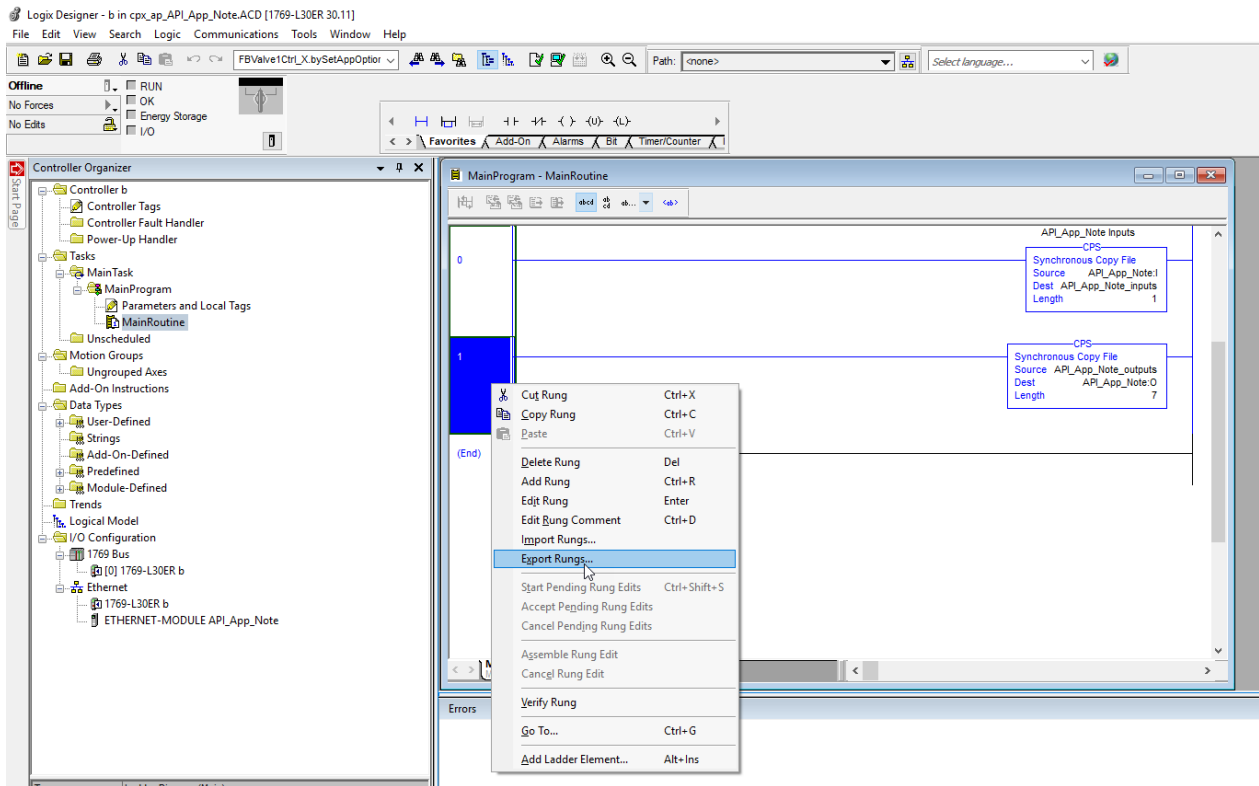 Logix Designer - b in cpx_ap_API_App_Note.ACD [1769-L30ER 30.11]
File Edit View Search Logic Communications Tools Window Help
FBValve1Ctrl_X.bySetAppOption
Path: <none>
Select language...
Offline
RUN
No Forces
OK
No Edits
Energy Storage
I/O
Favorites Add-On Alarms Bit Timer/Counter
Start Page
Controller Organizer
Controller b
Controller Tags
Controller Fault Handler
Power-Up Handler
Tasks
MainTask
MainProgram
Parameters and Local Tags
MainRoutine
Unscheduled
Motion Groups
Ungrouped Axes
Add-On Instructions
Data Types
User-Defined
Strings
Add-On-Defined
Predefined
Module-Defined
Trends
Logical Model
I/O Configuration
1769 Bus
[0] 1769-L30ER b
Ethernet
1769-L30ER b
ETHERNET-MODULE API_App_Note
MainProgram - MainRoutine
API_App_Note Inputs
0
CPS
Synchronous Copy File
Source API_App_Note:I
Dest API_App_Note_inputs
Length 1
1
CPS
Synchronous Copy File
Source API_App_Note_outputs
Dest API_App_Note:O
Length 7
(End)
Cut Rung Ctrl+X
Copy Rung Ctrl+C
Paste Ctrl+V
Delete Rung Del
Add Rung Ctrl+R
Edit Rung Enter
Edit Rung Comment Ctrl+D
Import Rungs...
Export Rungs...
Start Pending Rung Edits Ctrl+Shift+S
Accept Pending Rung Edits
Cancel Pending Rung Edits
Assemble Rung Edit
Cancel Rung Edit
Verify Rung
Go To... Ctrl+G
Add Ladder Element... Alt+Ins
Errors